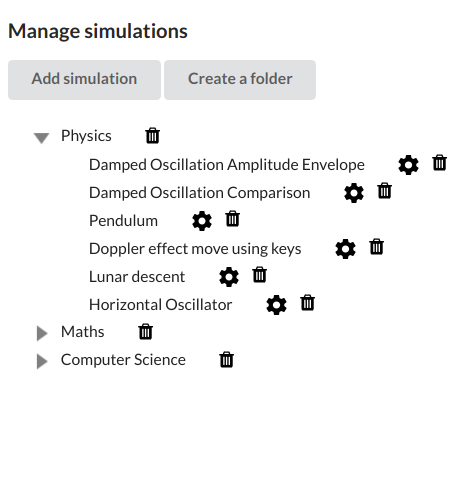 Manage simulations
Add simulation Create a folder
Physics
Damped Oscillation Amplitude Envelope
Damped Oscillation Comparison
Pendulum
Doppler effect move using keys
Lunar descent
Horizontal Oscillator
Maths
Computer Science